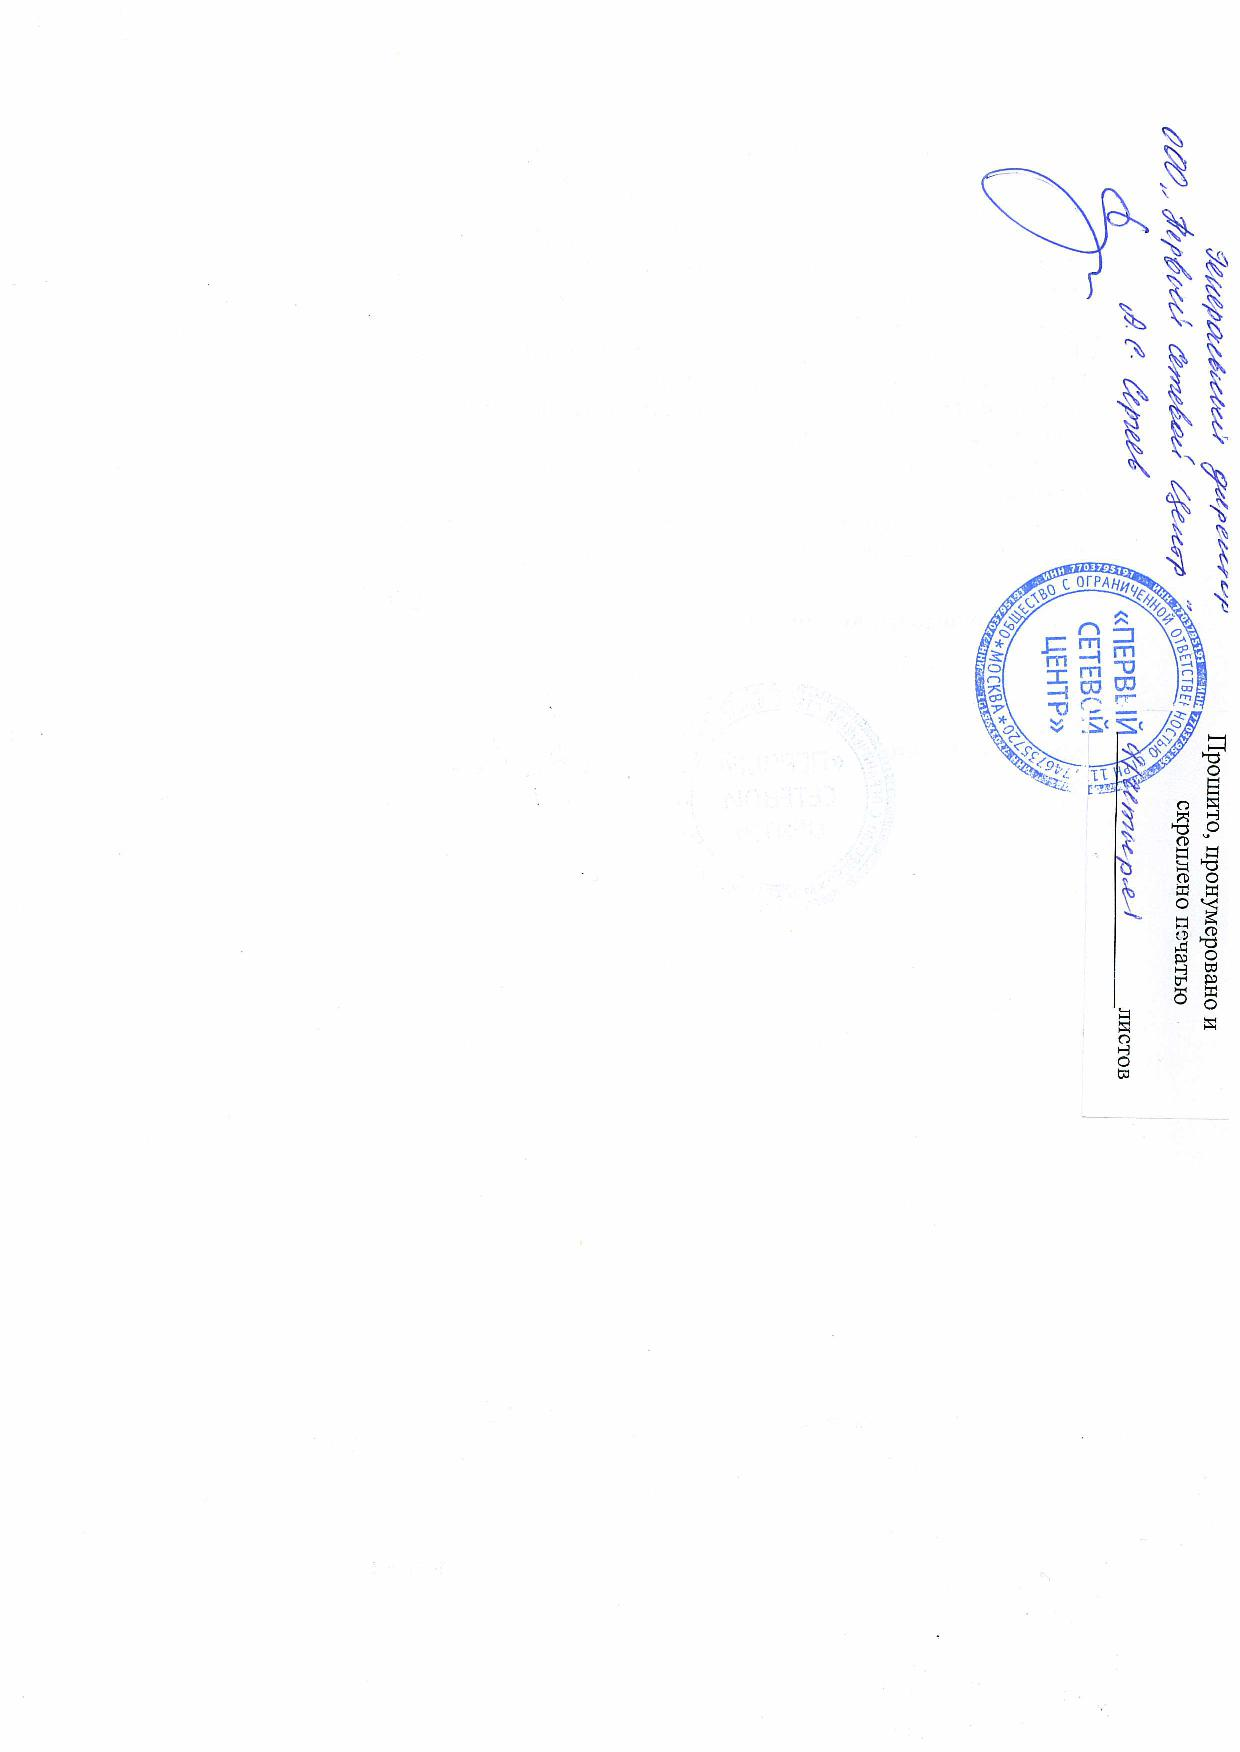 Генеральный директор
ООО „Первый сетевой центр"
А.С. Сергеев
Прошито, пронумеровано и
скреплено печатью
четыре
листов
«ПЕРВЫЙ
СЕТЕВОЙ
ЦЕНТР»
ОБЩЕСТВО С ОГРАНИЧЕННОЙ ОТВЕТСТВЕННОСТЬЮ
*МОСКВА*
ИНН 7703795191